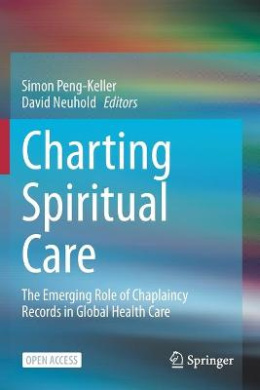 Simon Peng-Keller
David Neuhold Editors
Charting
Spiritual
Care
The Emerging Role of Chaplaincy
Records in Global Health Care
OPEN ACCESS
Springer